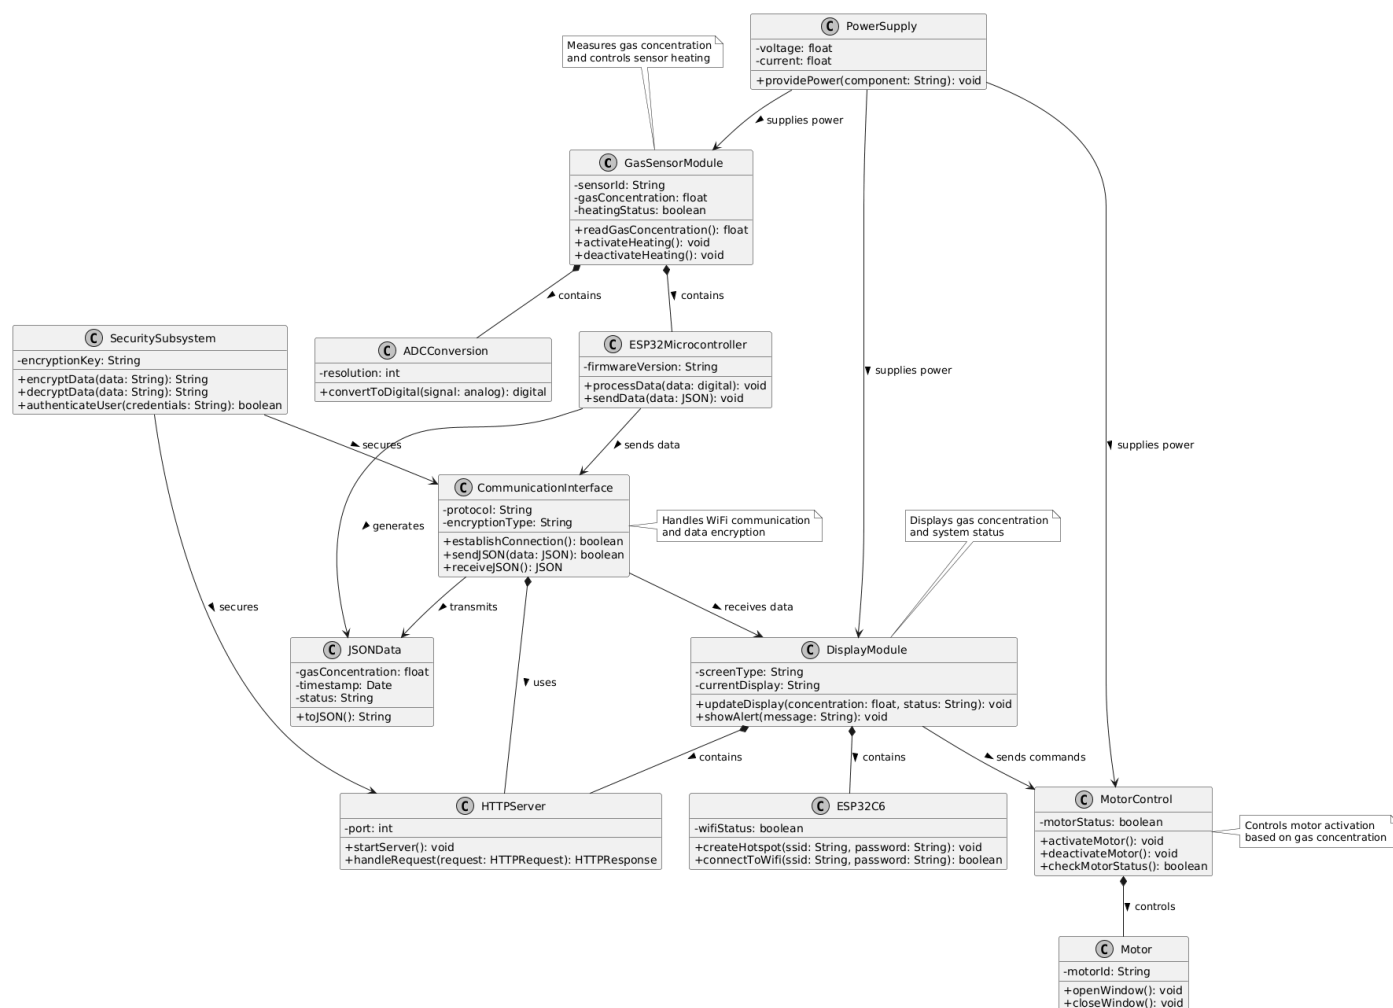 C PowerSupply
-voltage: float
-current: float
+providePower(component: String): void
Measures gas concentration
and controls sensor heating
supplies power
C GasSensorModule
-sensorId: String
-gasConcentration: float
-heatingStatus: boolean
+readGasConcentration(): float
+activateHeating(): void
+deactivateHeating(): void
contains
contains
C SecuritySubsystem
-encryptionKey: String
+encryptData(data: String): String
+decryptData(data: String): String
+authenticateUser(credentials: String): boolean
C ADCConversion
-resolution: int
+convertToDigital(signal: analog): digital
C ESP32Microcontroller
-firmwareVersion: String
+processData(data: digital): void
+sendData(data: JSON): void
supplies power
secures
sends data
supplies power
C CommunicationInterface
-protocol: String
-encryptionType: String
+establishConnection(): boolean
+sendJSON(data: JSON): boolean
+receiveJSON(): JSON
generates
Handles WiFi communication
and data encryption
Displays gas concentration
and system status
secures
transmits
receives data
C JSONData
-gasConcentration: float
-timestamp: Date
-status: String
+toJSON(): String
uses
C DisplayModule
-screenType: String
-currentDisplay: String
+updateDisplay(concentration: float, status: String): void
+showAlert(message: String): void
contains
contains
sends commands
C HTTPServer
-port: int
+startServer(): void
+handleRequest(request: HTTPRequest): HTTPResponse
C ESP32C6
-wifiStatus: boolean
+createHotspot(ssid: String, password: String): void
+connectToWifi(ssid: String, password: String): boolean
C MotorControl
-motorStatus: boolean
+activateMotor(): void
+deactivateMotor(): void
+checkMotorStatus(): boolean
Controls motor activation
based on gas concentration
controls
C Motor
-motorId: String
+openWindow(): void
+closeWindow(): void